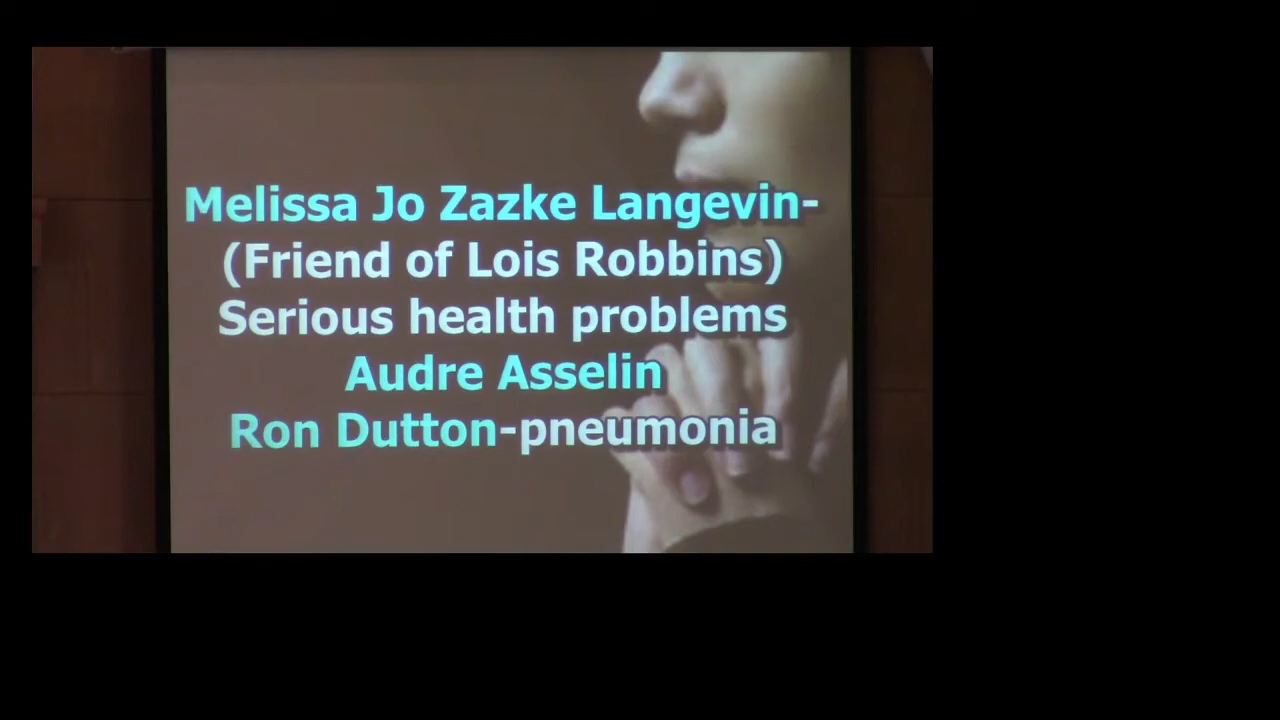 Melissa Jo Zazke Langevin-
(Friend of Lois Robbins)
Serious health problems
Audre Asselin
Ron Dutton-pneumonia